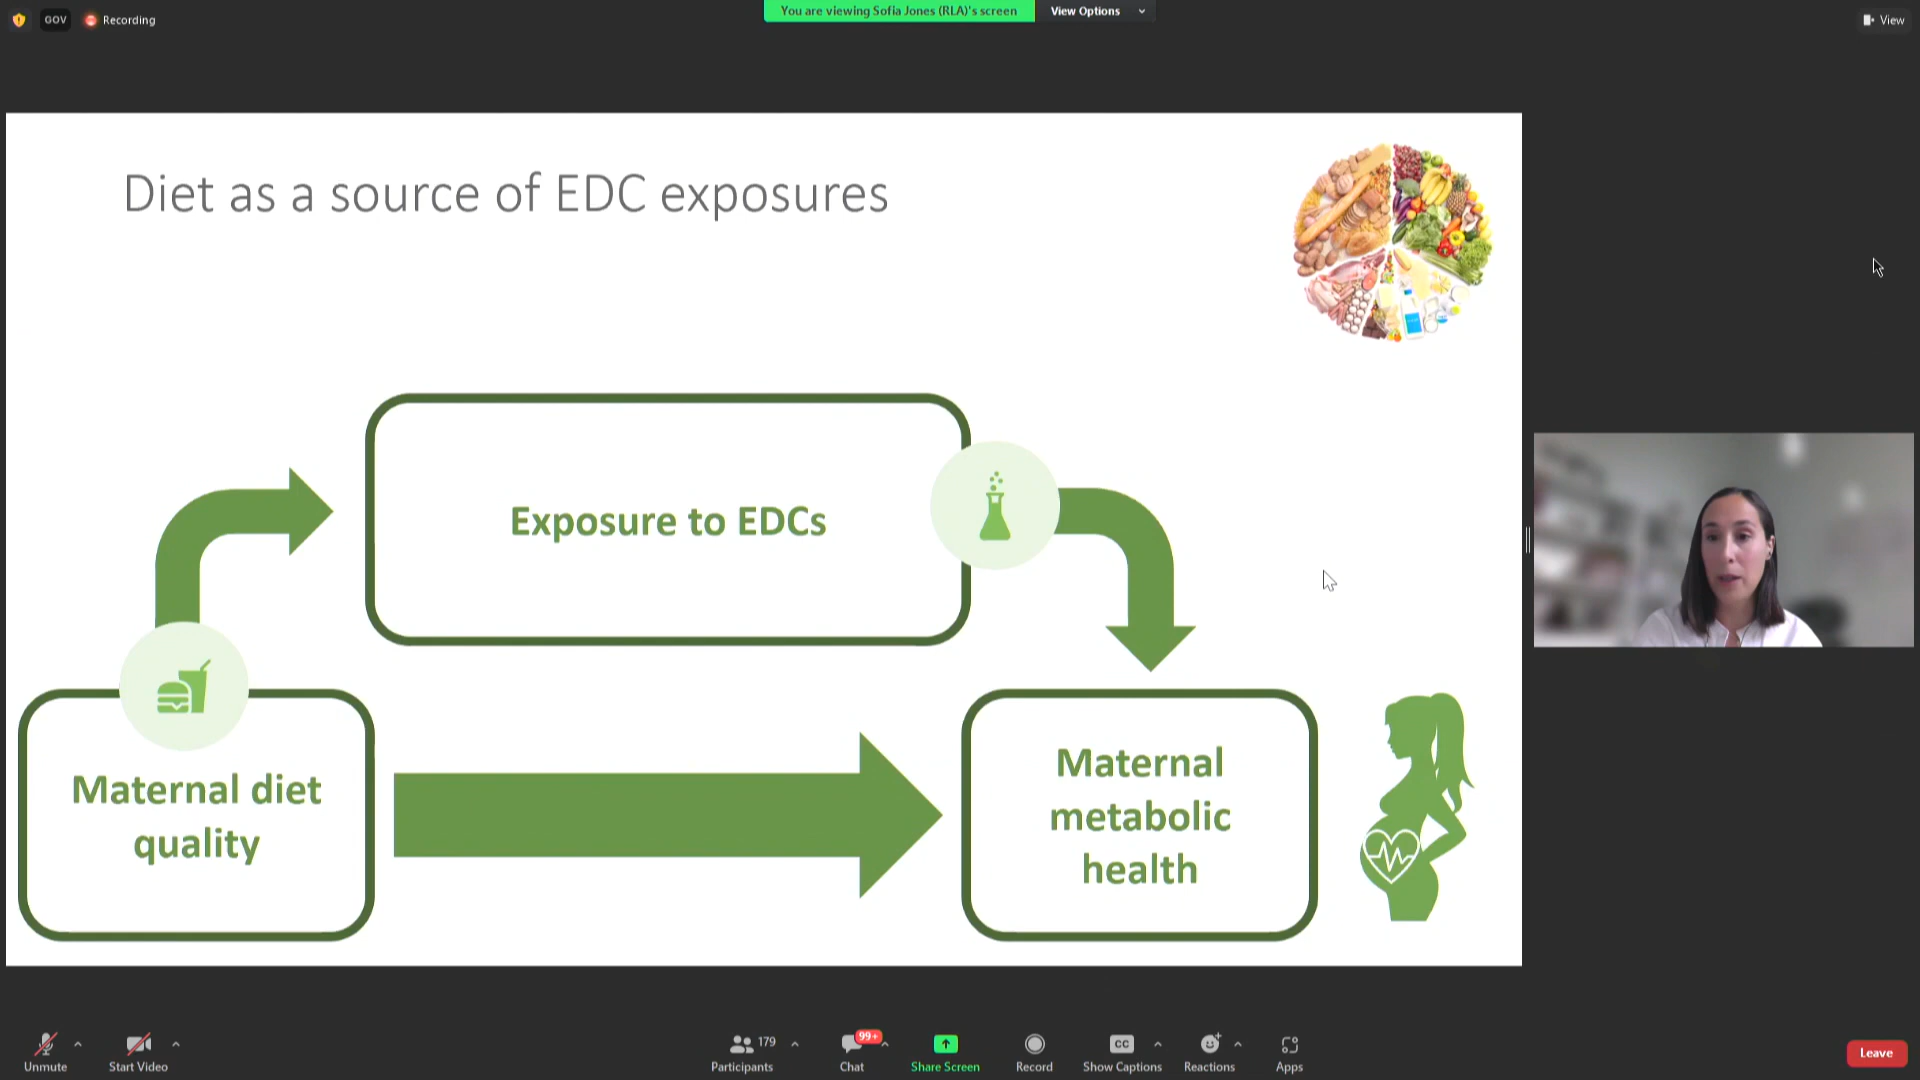 GOV
Recording
You are viewing Sofia Jones (RLA)'s screen
View Options
View
Diet as a source of EDC exposures
Exposure to EDCs
Maternal diet
quality
Maternal
metabolic
health
Unmute
Start Video
179
Participants
99+
Chat
Share Screen
Record
CC
Show Captions
Reactions
Apps
Leave